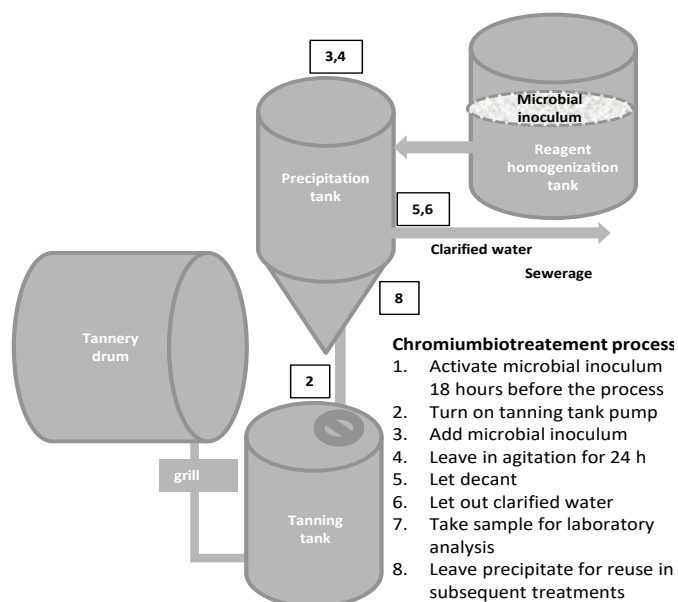 3,4
Microbial
inoculum
Reagent
homogenization
tank
Precipitation
tank
5,6
Clarified water
Sewerage
8
Tannery
drum
2
grill
Tanning
tank
Chromiumbiotreatement process
1. Activate microbial inoculum
18 hours before the process
2. Turn on tanning tank pump
3. Add microbial inoculum
4. Leave in agitation for 24 h
5. Let decant
6. Let out clarified water
7. Take sample for laboratory
analysis
8. Leave precipitate for reuse in
subsequent treatments